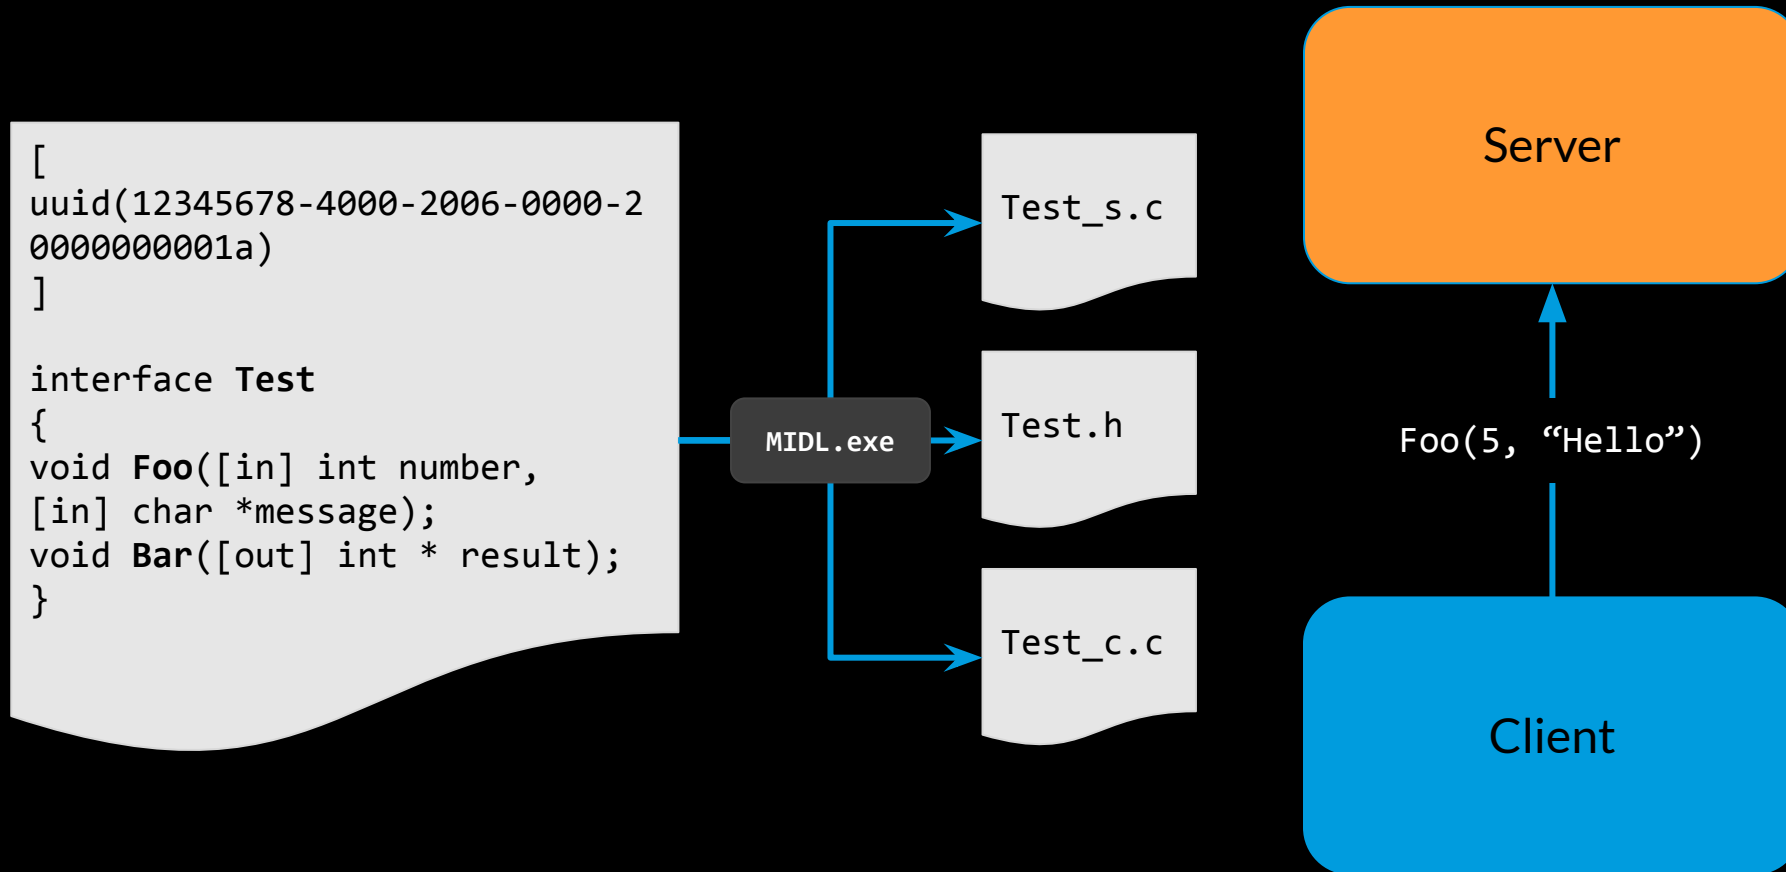 [
uuid(12345678-4000-2006-0000-2
0000000001a)
]
interface Test
{
void Foo([in] int number,
[in] char *message);
void Bar([out] int * result);
}
MIDL.exe
Test_s.c
Test.h
Test_c.c
Server
Foo(5, “Hello”)
Client